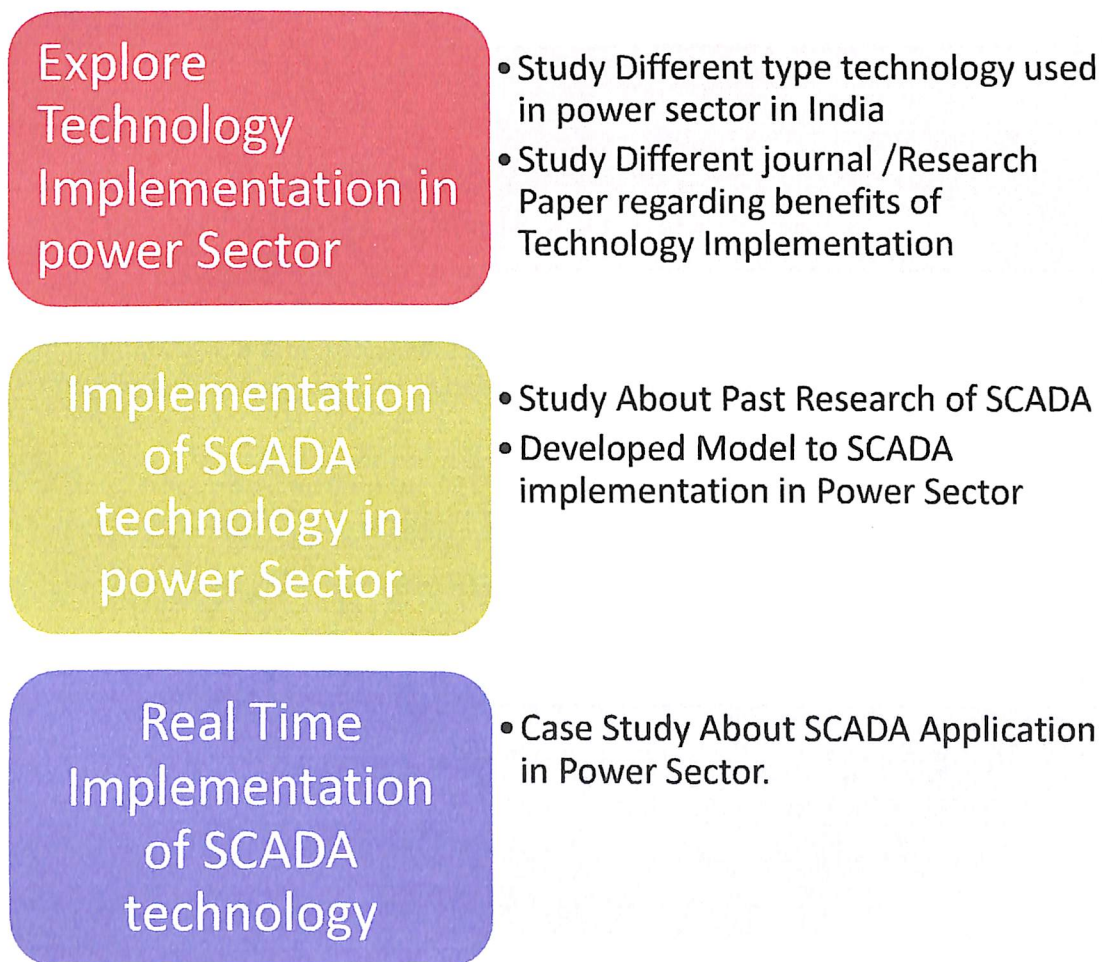 Explore
Technology
Implementation in
power Sector
• Study Different type technology used
in power sector in India
• Study Different journal /Research
Paper regarding benefits of
Technology Implementation
Implementation
of SCADA
technology in
power Sector
• Study About Past Research of SCADA
• Developed Model to SCADA
implementation in Power Sector
Real Time
Implementation
of SCADA
technology
• Case Study About SCADA Application
in Power Sector.